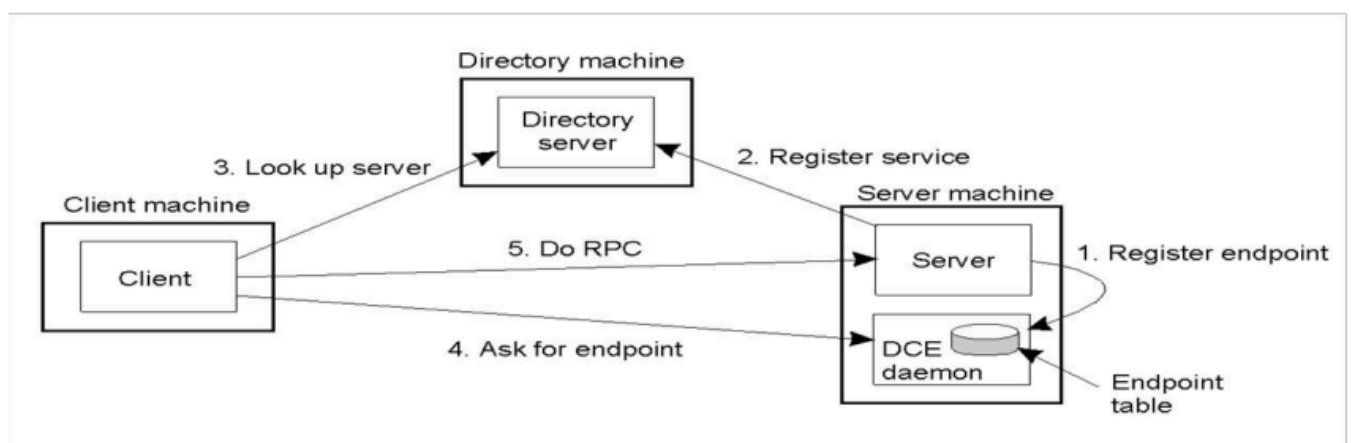 Directory machine
Directory
server
3. Look up server
2. Register service
Client machine
Server machine
Client
5. Do RPC
Server
1. Register endpoint
4. Ask for endpoint
DCE
daemon
Endpoint
table